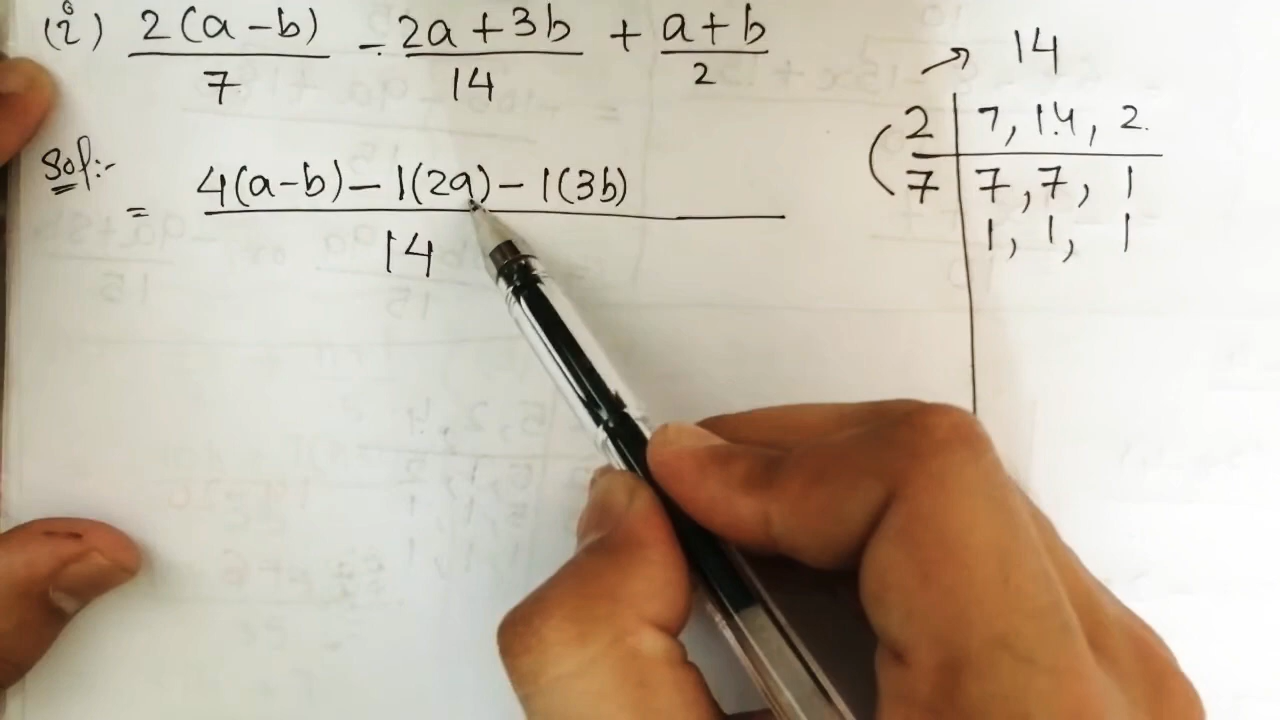 (i) 2(a-b)/7 - 2a+3b/14 + a+b/2
Sol:-
= 4(a-b) - 1(2a) - 1(3b)
14
→ 14
2 | 7, 14, 2
7 | 7, 7, 1
1, 1, 1